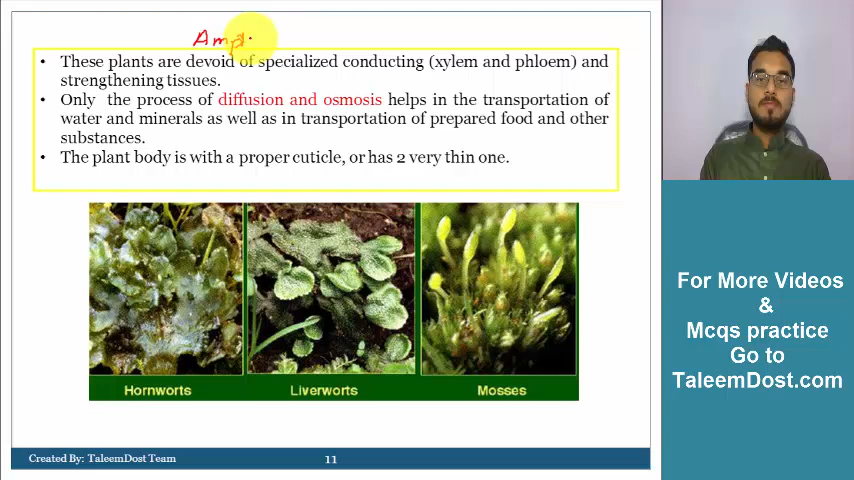 Amp
• These plants are devoid of specialized conducting (xylem and phloem) and
strengthening tissues.
• Only the process of diffusion and osmosis helps in the transportation of
water and minerals as well as in transportation of prepared food and other
substances.
• The plant body is with a proper cuticle, or has 2 very thin one.
Hornworts
Liverworts
Mosses
For More Videos
&
Mcqs practice
Go to
TaleemDost.com
Created By: TaleemDost Team
11